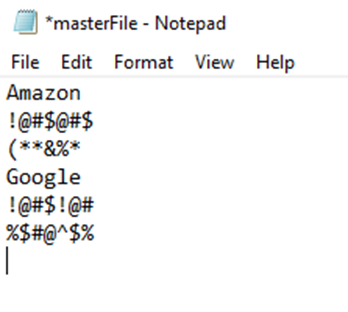 *masterFile - Notepad
File Edit Format View Help
Amazon
!@#$@#$
(**&%*
Google
!@#$!@#
%$#@^$%